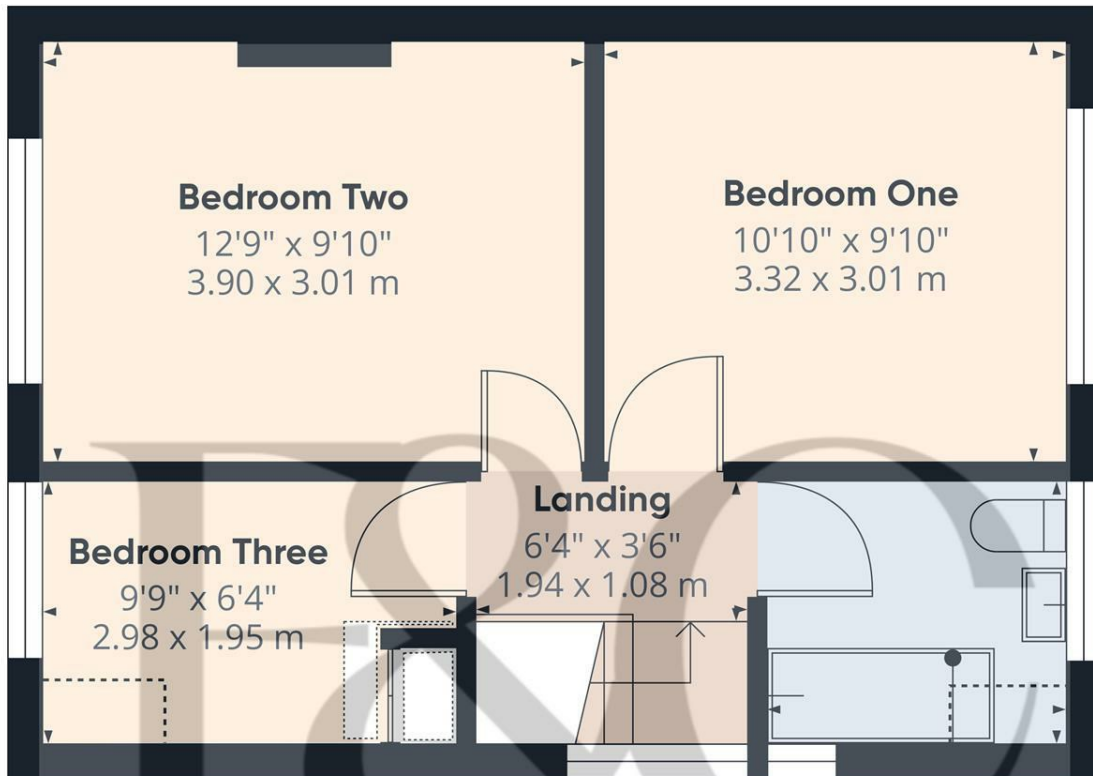 Bedroom Two
12'9" x 9'10"
3.90 x 3.01 m
Bedroom One
10'10" x 9'10"
3.32 x 3.01 m
Bedroom Three
9'9" x 6'4"
2.98 x 1.95 m
Landing
6'4" x 3'6"
1.94 x 1.08 m
F&C